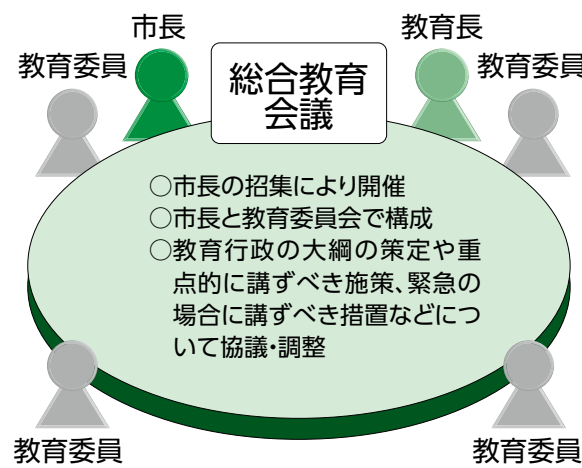 市長
教育長
教育委員
教育委員
総合教育
会議
○市長の招集により開催
○市長と教育委員会で構成
○教育行政の大綱の策定や重
点的に講ずべき施策、緊急の
場合に講ずべき措置などにつ
いて協議・調整
教育委員
教育委員